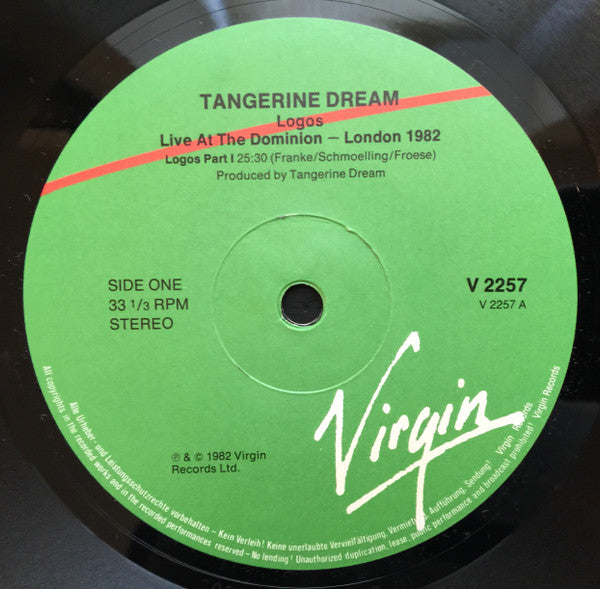 TANGERINE DREAM
Logos
Live At The Dominion – London 1982
Logos Part I 25:30 (Franke/Schmoelling/Froese)
Produced by Tangerine Dream
SIDE ONE
33 1/3 RPM
STEREO
V 2257
V 2257 A
Virgin
℗ & © 1982 Virgin
Records Ltd.
Alle Urheber- und Leistungsschutzrechte vorbehalten – Kein Verleih! Keine unerlaubte Vervielfältigung, Vermietung, Aufführung, Sendung! Virgin Records
All copyrights in the recorded works and in the recorded performances reserved – No lending! Unauthorized duplication, lease, public performance and broadcast prohibited! Virgin Records